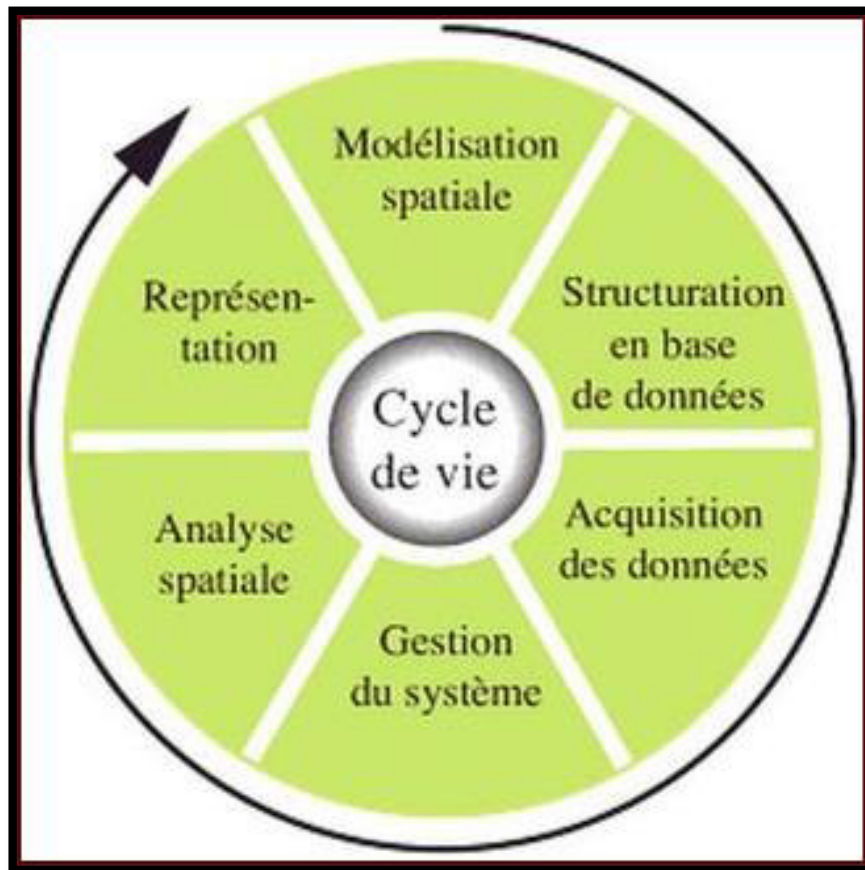 Modélisation
spatiale
Structuration
en base
de données
Acquisition
des données
Gestion
du système
Analyse
spatiale
Représen-
tation
Cycle
de vie